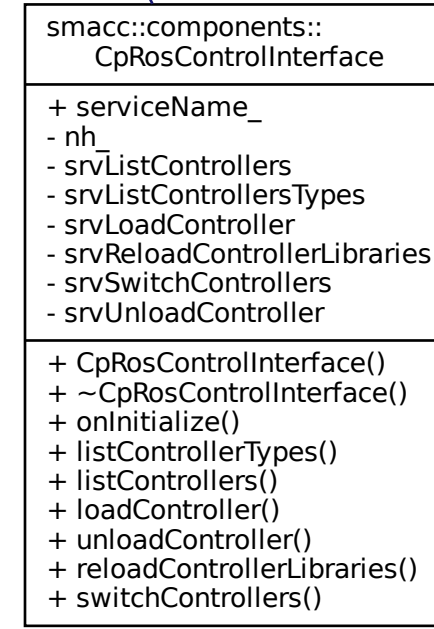 smacc::components::
CpRosControlInterface
+ serviceName_
- nh_
- srvListControllers
- srvListControllersTypes
- srvLoadController
- srvReloadControllerLibraries
- srvSwitchControllers
- srvUnloadController
+ CpRosControlInterface()
+ ~CpRosControlInterface()
+ onInitialize()
+ listControllerTypes()
+ listControllers()
+ loadController()
+ unloadController()
+ reloadControllerLibraries()
+ switchControllers()